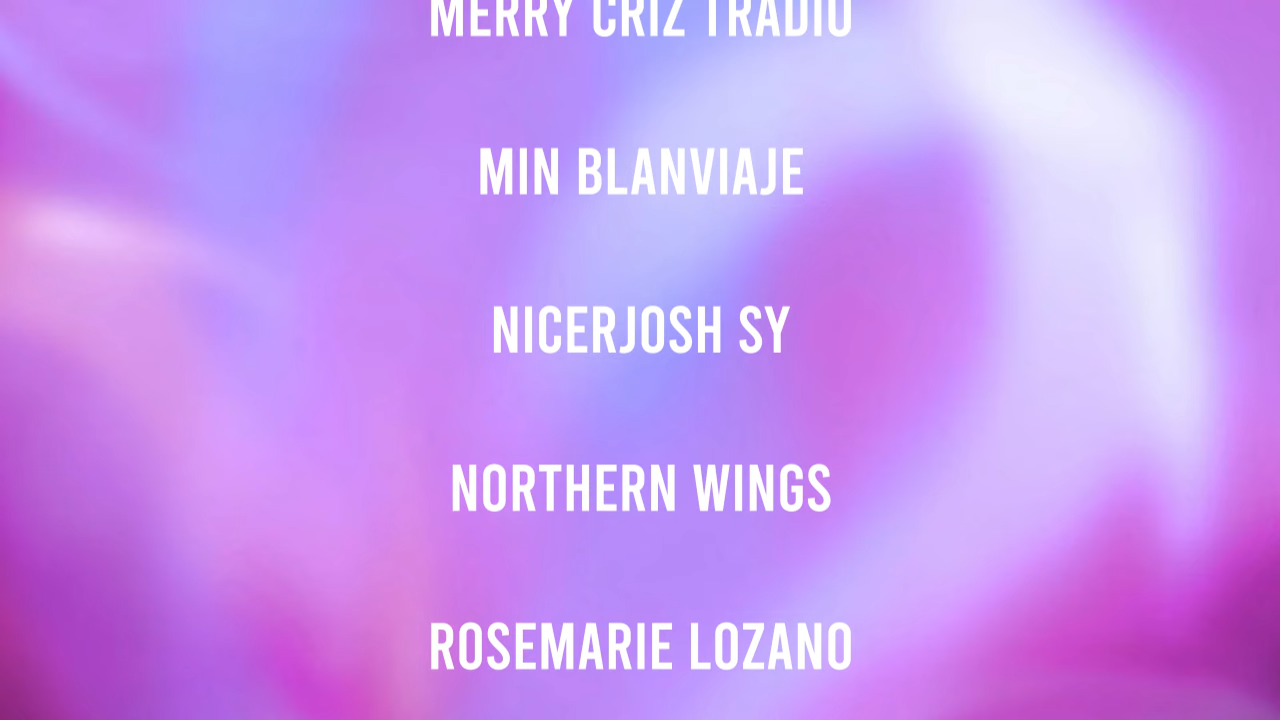 MERRY CRIZ TRADIO
MIN BLANVIAJE
NICERJOSH SY
NORTHERN WINGS
ROSEMARIE LOZANO